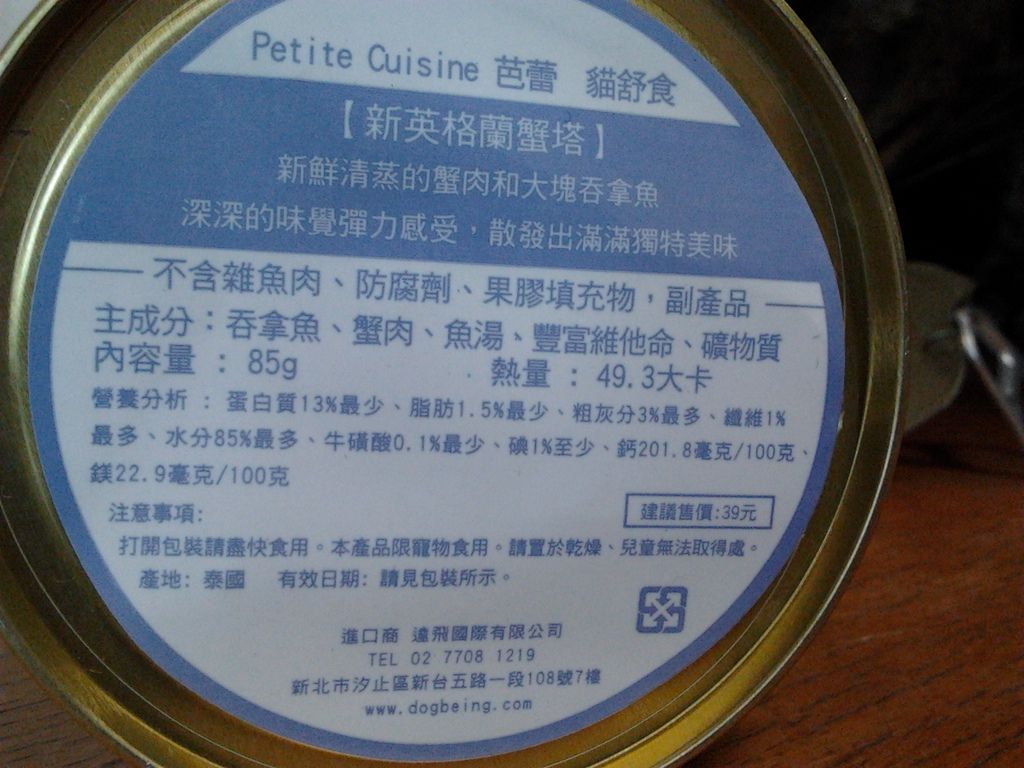 Petite Cuisine 芭蕾 貓舒食
【新英格蘭蟹塔】
新鮮清蒸的蟹肉和大塊吞拿魚
深深的味覺彈力感受，散發出滿滿獨特美味
不含雜魚肉、防腐劑、果膠填充物，副產品
主成分：吞拿魚、蟹肉、魚湯、豐富維他命、礦物質
內容量 ： 85g 熱量 ： 49.3大卡
營養分析 ： 蛋白質13%最少、脂肪1.5%最少、粗灰分3%最多、纖維1%
最多、水分85%最多、牛磺酸0.1%最少、碘1%至少、鈣201.8毫克/100克、
鎂22.9毫克/100克
注意事項:
建議售價:39元
打開包裝請盡快食用。本產品限寵物食用。請置於乾燥、兒童無法取得處。
產地: 泰國 有效日期: 請見包裝所示。
進口商 達飛國際有限公司
TEL 02 7708 1219
新北市汐止區新台五路一段108號7樓
www.dogbeing.com